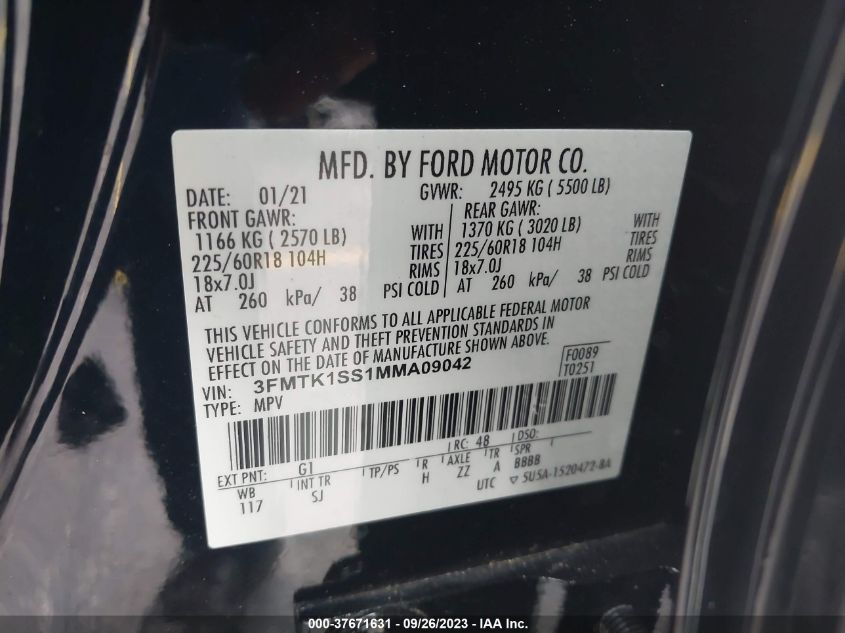 MFD. BY FORD MOTOR CO.
DATE: 01/21 GVWR: 2495 KG ( 5500 LB)
FRONT GAWR: REAR GAWR:
1166 KG ( 2570 LB) WITH 1370 KG ( 3020 LB) WITH
225/60R18 104H TIRES 225/60R18 104H TIRES
18x7.0J RIMS 18x7.0J RIMS
AT 260 kPa/ 38 PSI COLD AT 260 kPa/ 38 PSI COLD
THIS VEHICLE CONFORMS TO ALL APPLICABLE FEDERAL MOTOR
VEHICLE SAFETY AND THEFT PREVENTION STANDARDS IN
EFFECT ON THE DATE OF MANUFACTURE SHOWN ABOVE.
VIN: 3FMTK1SS1MMA09042 F0089
TYPE: MPV T0251
EXT PNT: G1 RC: 48 DSO:
WB INT TR TP/PS R AXLE TR SPR
117 SJ H ZZ A BBBB
UTC ▽ 5U5A-1520472-BA
000-37671631 - 09/26/2023 - IAA Inc.